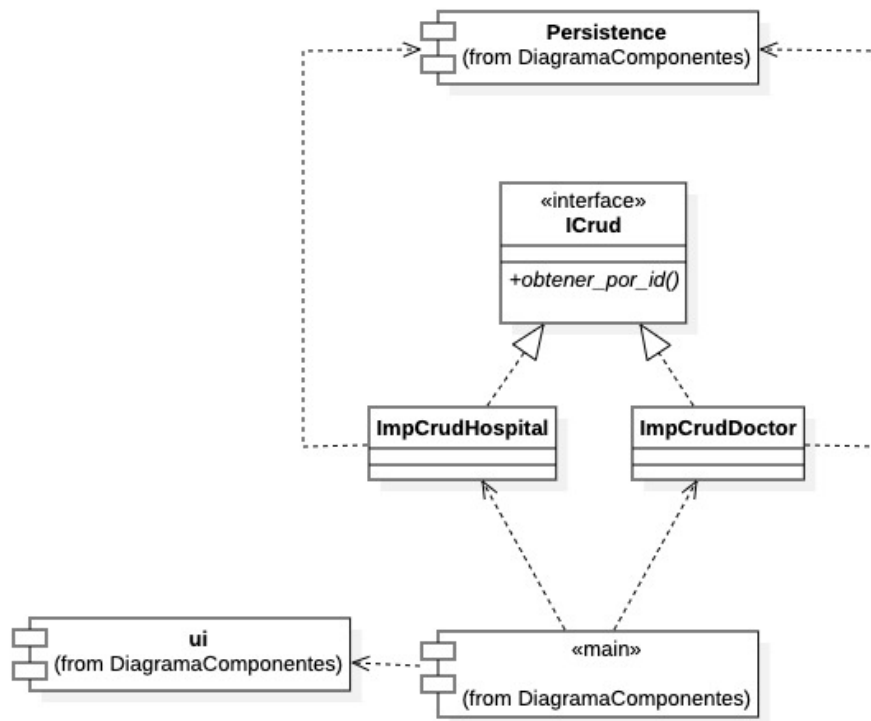 Persistence
(from DiagramaComponentes)
«interface»
ICrud
+obtener_por_id()
ImpCrudHospital
ImpCrudDoctor
ui
(from DiagramaComponentes)
«main»
(from DiagramaComponentes)